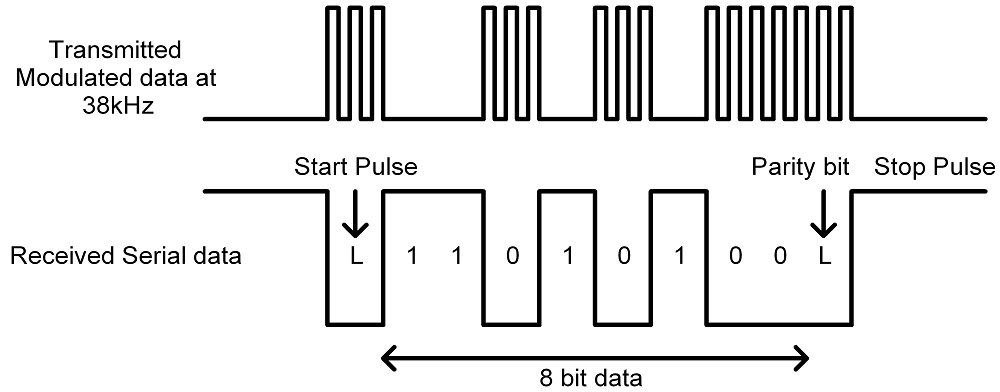 Transmitted
Modulated data at
38kHz
Start Pulse
Parity bit
Stop Pulse
Received Serial data
L 1 1 0 1 0 1 0 0 L
8 bit data